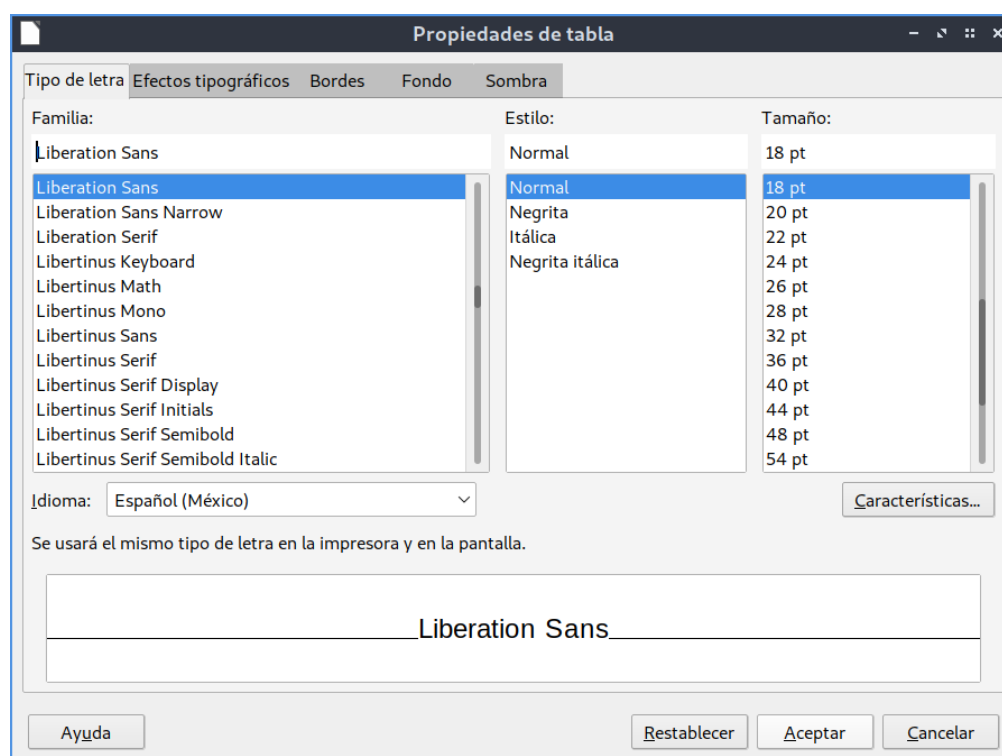 Propiedades de tabla
Tipo de letra Efectos tipográficos Bordes Fondo Sombra
Familia: Estilo: Tamaño:
Liberation Sans Normal 18 pt
Liberation Sans Normal 18 pt
Liberation Sans Narrow Negrita 20 pt
Liberation Serif Itálica 22 pt
Libertinus Keyboard Negrita itálica 24 pt
Libertinus Math 26 pt
Libertinus Mono 28 pt
Libertinus Sans 32 pt
Libertinus Serif 36 pt
Libertinus Serif Display 40 pt
Libertinus Serif Initials 44 pt
Libertinus Serif Semibold 48 pt
Libertinus Serif Semibold Italic 54 pt
Idioma: Español (México) Características...
Se usará el mismo tipo de letra en la impresora y en la pantalla.
Liberation Sans
Ayuda Restablecer Aceptar Cancelar